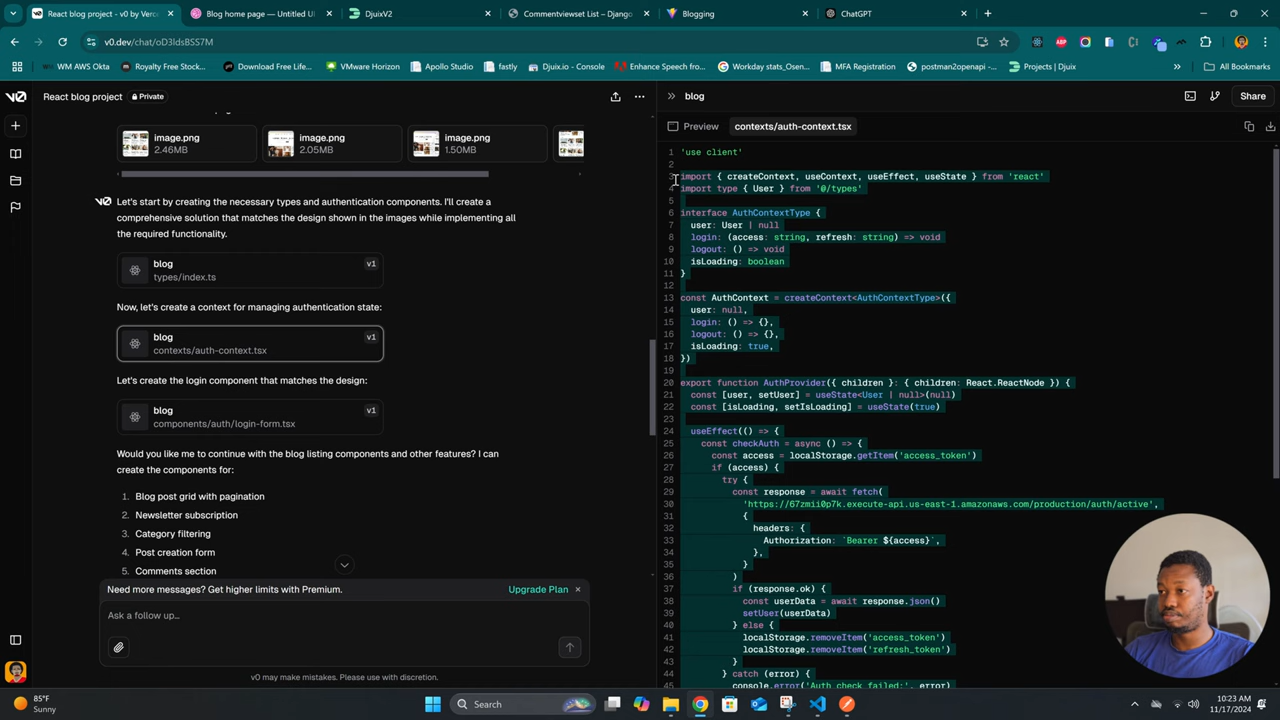 React blog project - v0 by Verce
Blog home page — Untitled UI
DjuixV2
Commentviewset List – Django
Blogging
ChatGPT
v0.dev/chat/oD3IdsBSS7M
WM AWS Okta
Royalty Free Stock...
Download Free Life...
VMware Horizon
Apollo Studio
fastly
Djuix.io - Console
Enhance Speech from...
Workday stats_Osen...
MFA Registration
postman2openapi -...
Projects | Djuix
All Bookmarks
React blog project
Private
blog
Share
Preview
contexts/auth-context.tsx
image.png
2.46MB
image.png
2.05MB
image.png
1.50MB
Let's start by creating the necessary types and authentication components. I'll create a
comprehensive solution that matches the design shown in the images while implementing all
the required functionality.
blog
v1
types/index.ts
Now, let's create a context for managing authentication state:
blog
v1
contexts/auth-context.tsx
Let's create the login component that matches the design:
blog
v1
components/auth/login-form.tsx
Would you like me to continue with the blog listing components and other features? I can
create the components for:
1. Blog post grid with pagination
2. Newsletter subscription
3. Category filtering
4. Post creation form
5. Comments section
Need more messages? Get higher limits with Premium.
Upgrade Plan
Ask a follow up...
v0 may make mistakes. Please use with discretion.
1 'use client'
2
3 import { createContext, useContext, useEffect, useState } from 'react'
4 import type { User } from '@/types'
5
6 interface AuthContextType {
7 user: User | null
8 login: (access: string, refresh: string) => void
9 logout: () => void
10 isLoading: boolean
11 }
12
13 const AuthContext = createContext<AuthContextType>({
14 user: null,
15 login: () => {},
16 logout: () => {},
17 isLoading: true,
18 })
19
20 export function AuthProvider({ children }: { children: React.ReactNode }) {
21 const [user, setUser] = useState<User | null>(null)
22 const [isLoading, setIsLoading] = useState(true)
23
24 useEffect(() => {
25 const checkAuth = async () => {
26 const access = localStorage.getItem('access_token')
27 if (access) {
28 try {
29 const response = await fetch(
30 'https://67zmii0p7k.execute-api.us-east-1.amazonaws.com/production/auth/active',
31 {
32 headers: {
33 Authorization: `Bearer ${access}`,
34 },
35 }
36 )
37 if (response.ok) {
38 const userData = await response.json()
39 setUser(userData)
40 } else {
41 localStorage.removeItem('access_token')
42 localStorage.removeItem('refresh_token')
43 }
44 } catch (error) {
45 console.error('Auth check failed:', error)
85°F
Sunny
Search
10:23 AM
11/17/2024